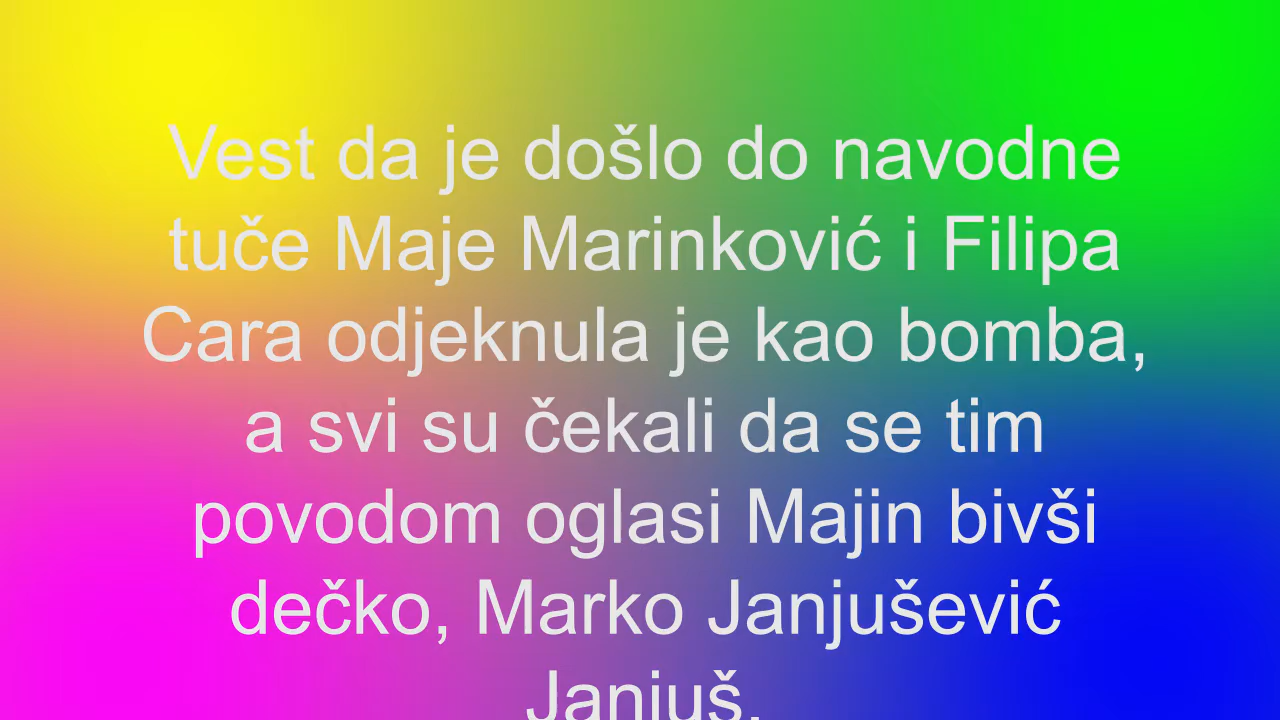 Vest da je došlo do navodne
tuče Maje Marinković i Filipa
Cara odjeknula je kao bomba,
a svi su čekali da se tim
povodom oglasi Majin bivši
dečko, Marko Janjušević
Janjuš.